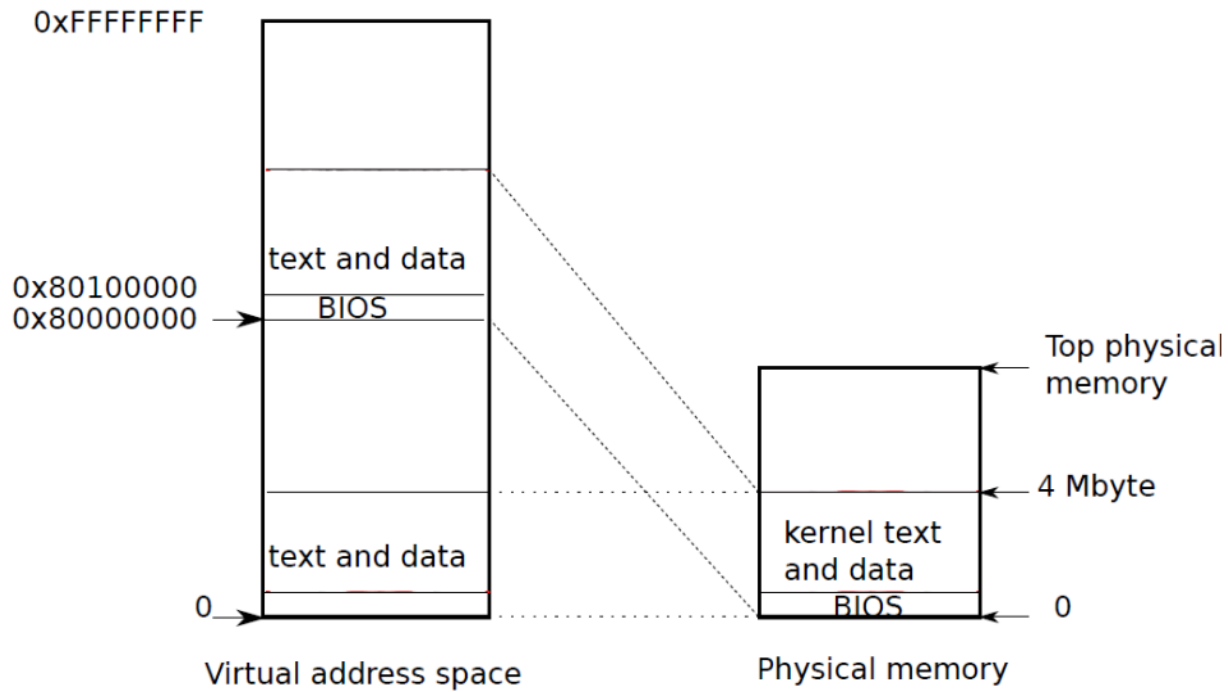 0xFFFFFFFF
text and data
0x80100000
BIOS
0x80000000
Top physical
memory
4 Mbyte
kernel text
and data
text and data
BIOS
0
0
Virtual address space
Physical memory